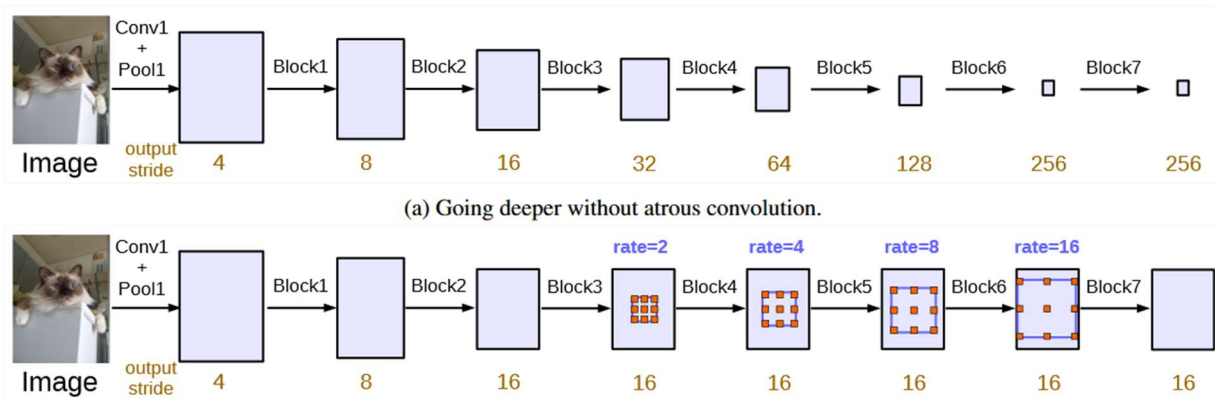 Conv1
+
Pool1
Block1
Block2
Block3
Block4
Block5
Block6
Block7
Image
output
stride
4
8
16
32
64
128
256
256
(a) Going deeper without atrous convolution.
rate=2
rate=4
rate=8
rate=16
Conv1
+
Pool1
Block1
Block2
Block3
Block4
Block5
Block6
Block7
Image
output
stride
4
8
16
16
16
16
16
16